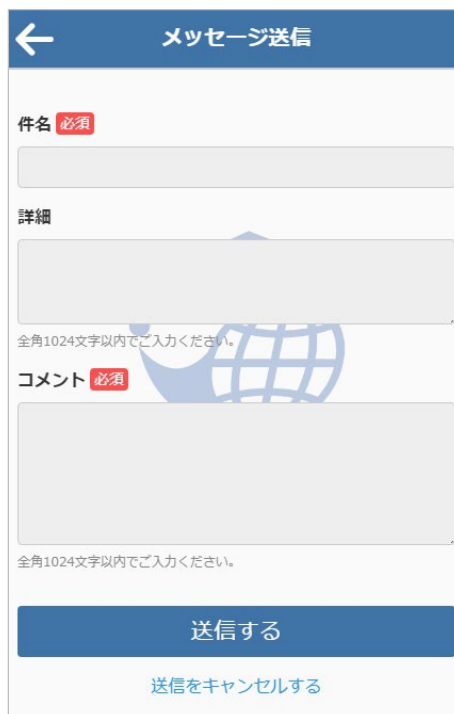 メッセージ送信
件名 必須
詳細
全角1024文字以内でご入力ください。
コメント 必須
全角1024文字以内でご入力ください。
送信する
送信をキャンセルする